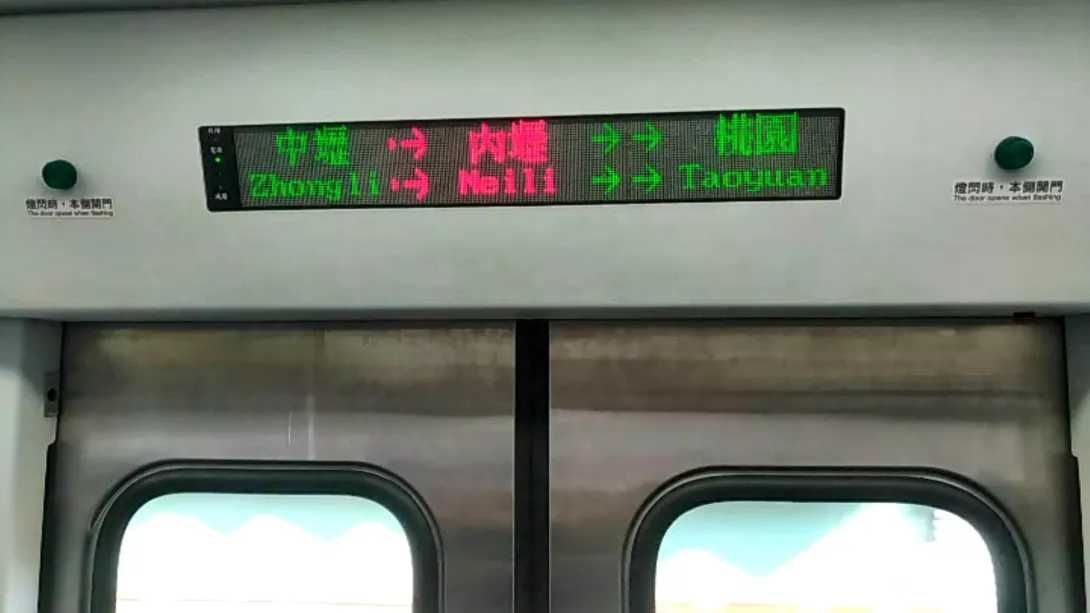 中壢 → 內壢 →→ 桃園
Zhongli → Neili →→ Taoyuan
燈閃時，本側開門
The door opens when flashing
燈閃時，本側開門
The door opens when flashing